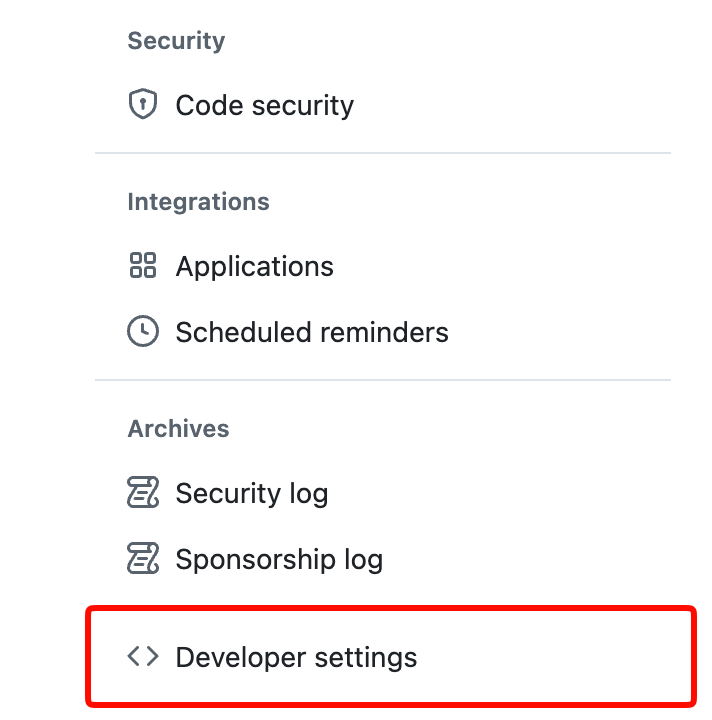 Security
Code security
Integrations
Applications
Scheduled reminders
Archives
Security log
Sponsorship log
Developer settings